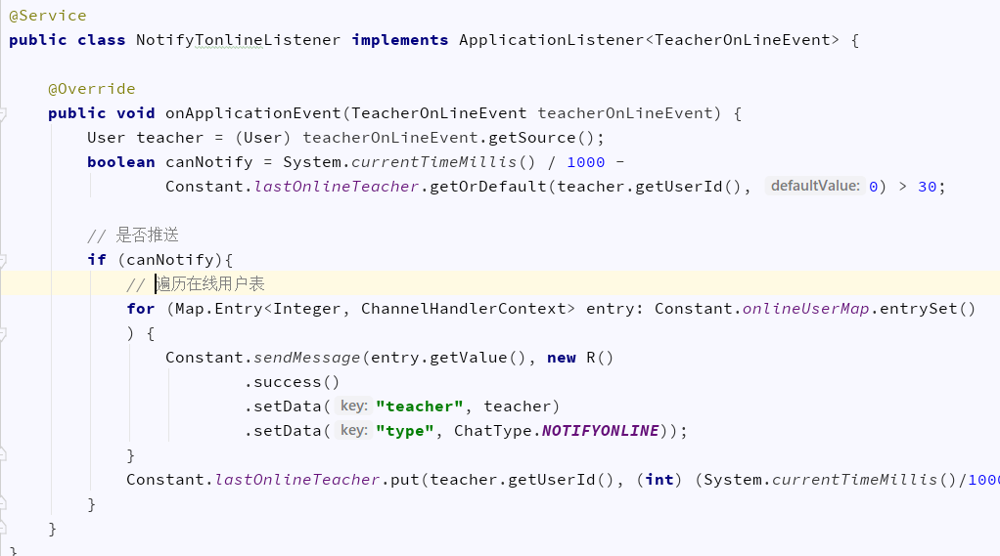 @Service
public class NotifyTonlineListener implements ApplicationListener<TeacherOnLineEvent> {
@Override
public void onApplicationEvent(TeacherOnLineEvent teacherOnLineEvent) {
User teacher = (User) teacherOnLineEvent.getSource();
boolean canNotify = System.currentTimeMillis() / 1000 -
Constant.lastOnlineTeacher.getOrDefault(teacher.getUserId(), defaultValue: 0) > 30;
// 是否推送
if (canNotify){
// 遍历在线用户表
for (Map.Entry<Integer, ChannelHandlerContext> entry: Constant.onlineUserMap.entrySet()
) {
Constant.sendMessage(entry.getValue(), new R()
.success()
.setData( key: "teacher", teacher)
.setData( key: "type", ChatType.NOTIFYONLINE));
}
Constant.lastOnlineTeacher.put(teacher.getUserId(), (int) (System.currentTimeMillis()/100
}
}
}